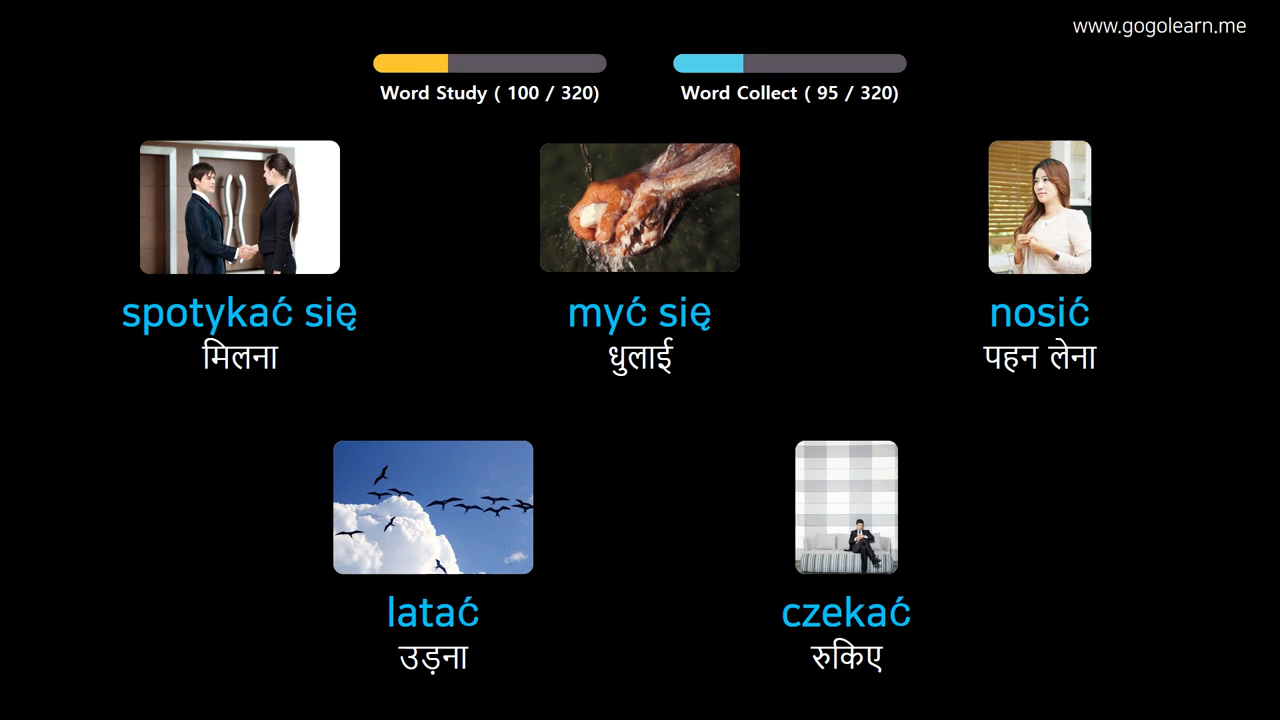 www.gogolearn.me
Word Study ( 100 / 320)
Word Collect ( 95 / 320)
spotykać się
मिलना
myć się
धुलाई
nosić
पहन लेना
latać
उड़ना
czekać
रुकिए